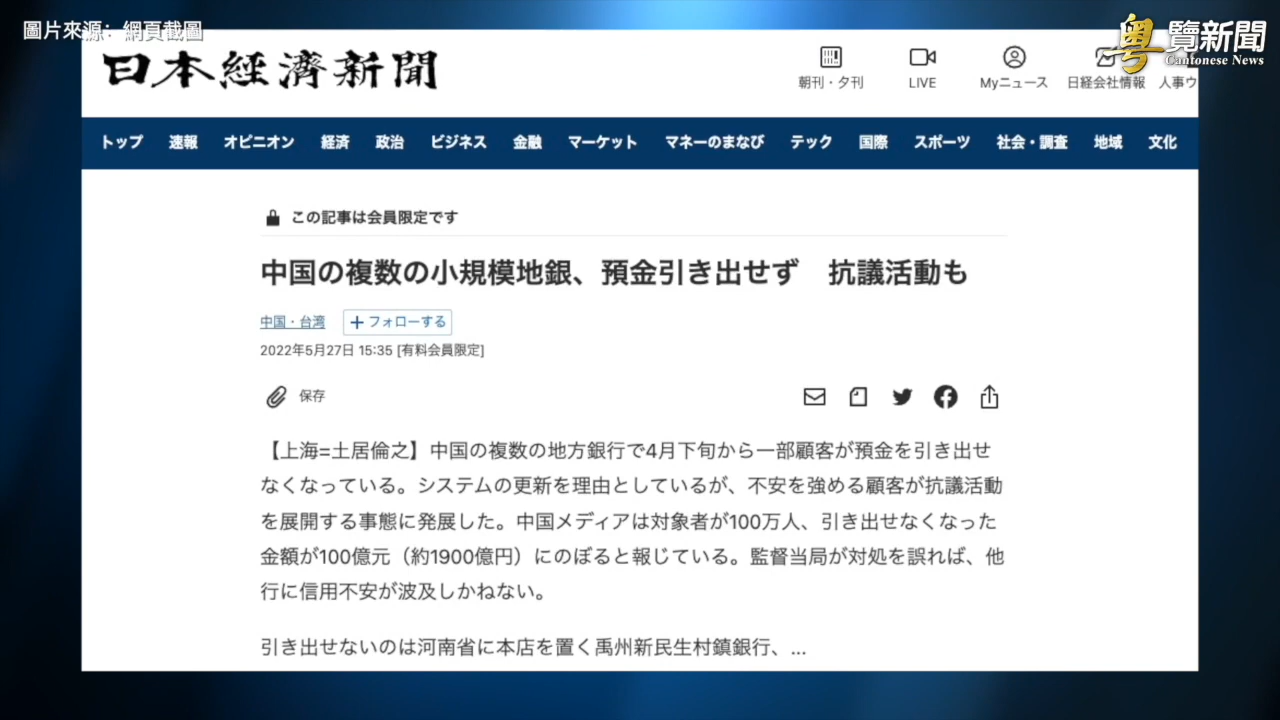 圖片來源：網頁截圖
粵覽新聞
Cantonese News
日本経済新聞
朝刊・夕刊
LIVE
Myニュース
日経会社情報
人事ウ
トップ 速報 オピニオン 経済 政治 ビジネス 金融 マーケット マネーのまなび テック 国際 スポーツ 社会・調査 地域 文化
この記事は会員限定です
中国の複数の小規模地銀、預金引き出せず　抗議活動も
中国・台湾
フォローする
2022年5月27日 15:35 [有料会員限定]
保存
【上海=土居倫之】中国の複数の地方銀行で4月下旬から一部顧客が預金を引き出せ
なくなっている。システムの更新を理由としているが、不安を強める顧客が抗議活動
を展開する事態に発展した。中国メディアは対象者が100万人、引き出せなくなった
金額が100億元（約1900億円）にのぼると報じている。監督当局が対処を誤れば、他
行に信用不安が波及しかねない。
引き出せないのは河南省に本店を置く禹州新民生村鎮銀行、...